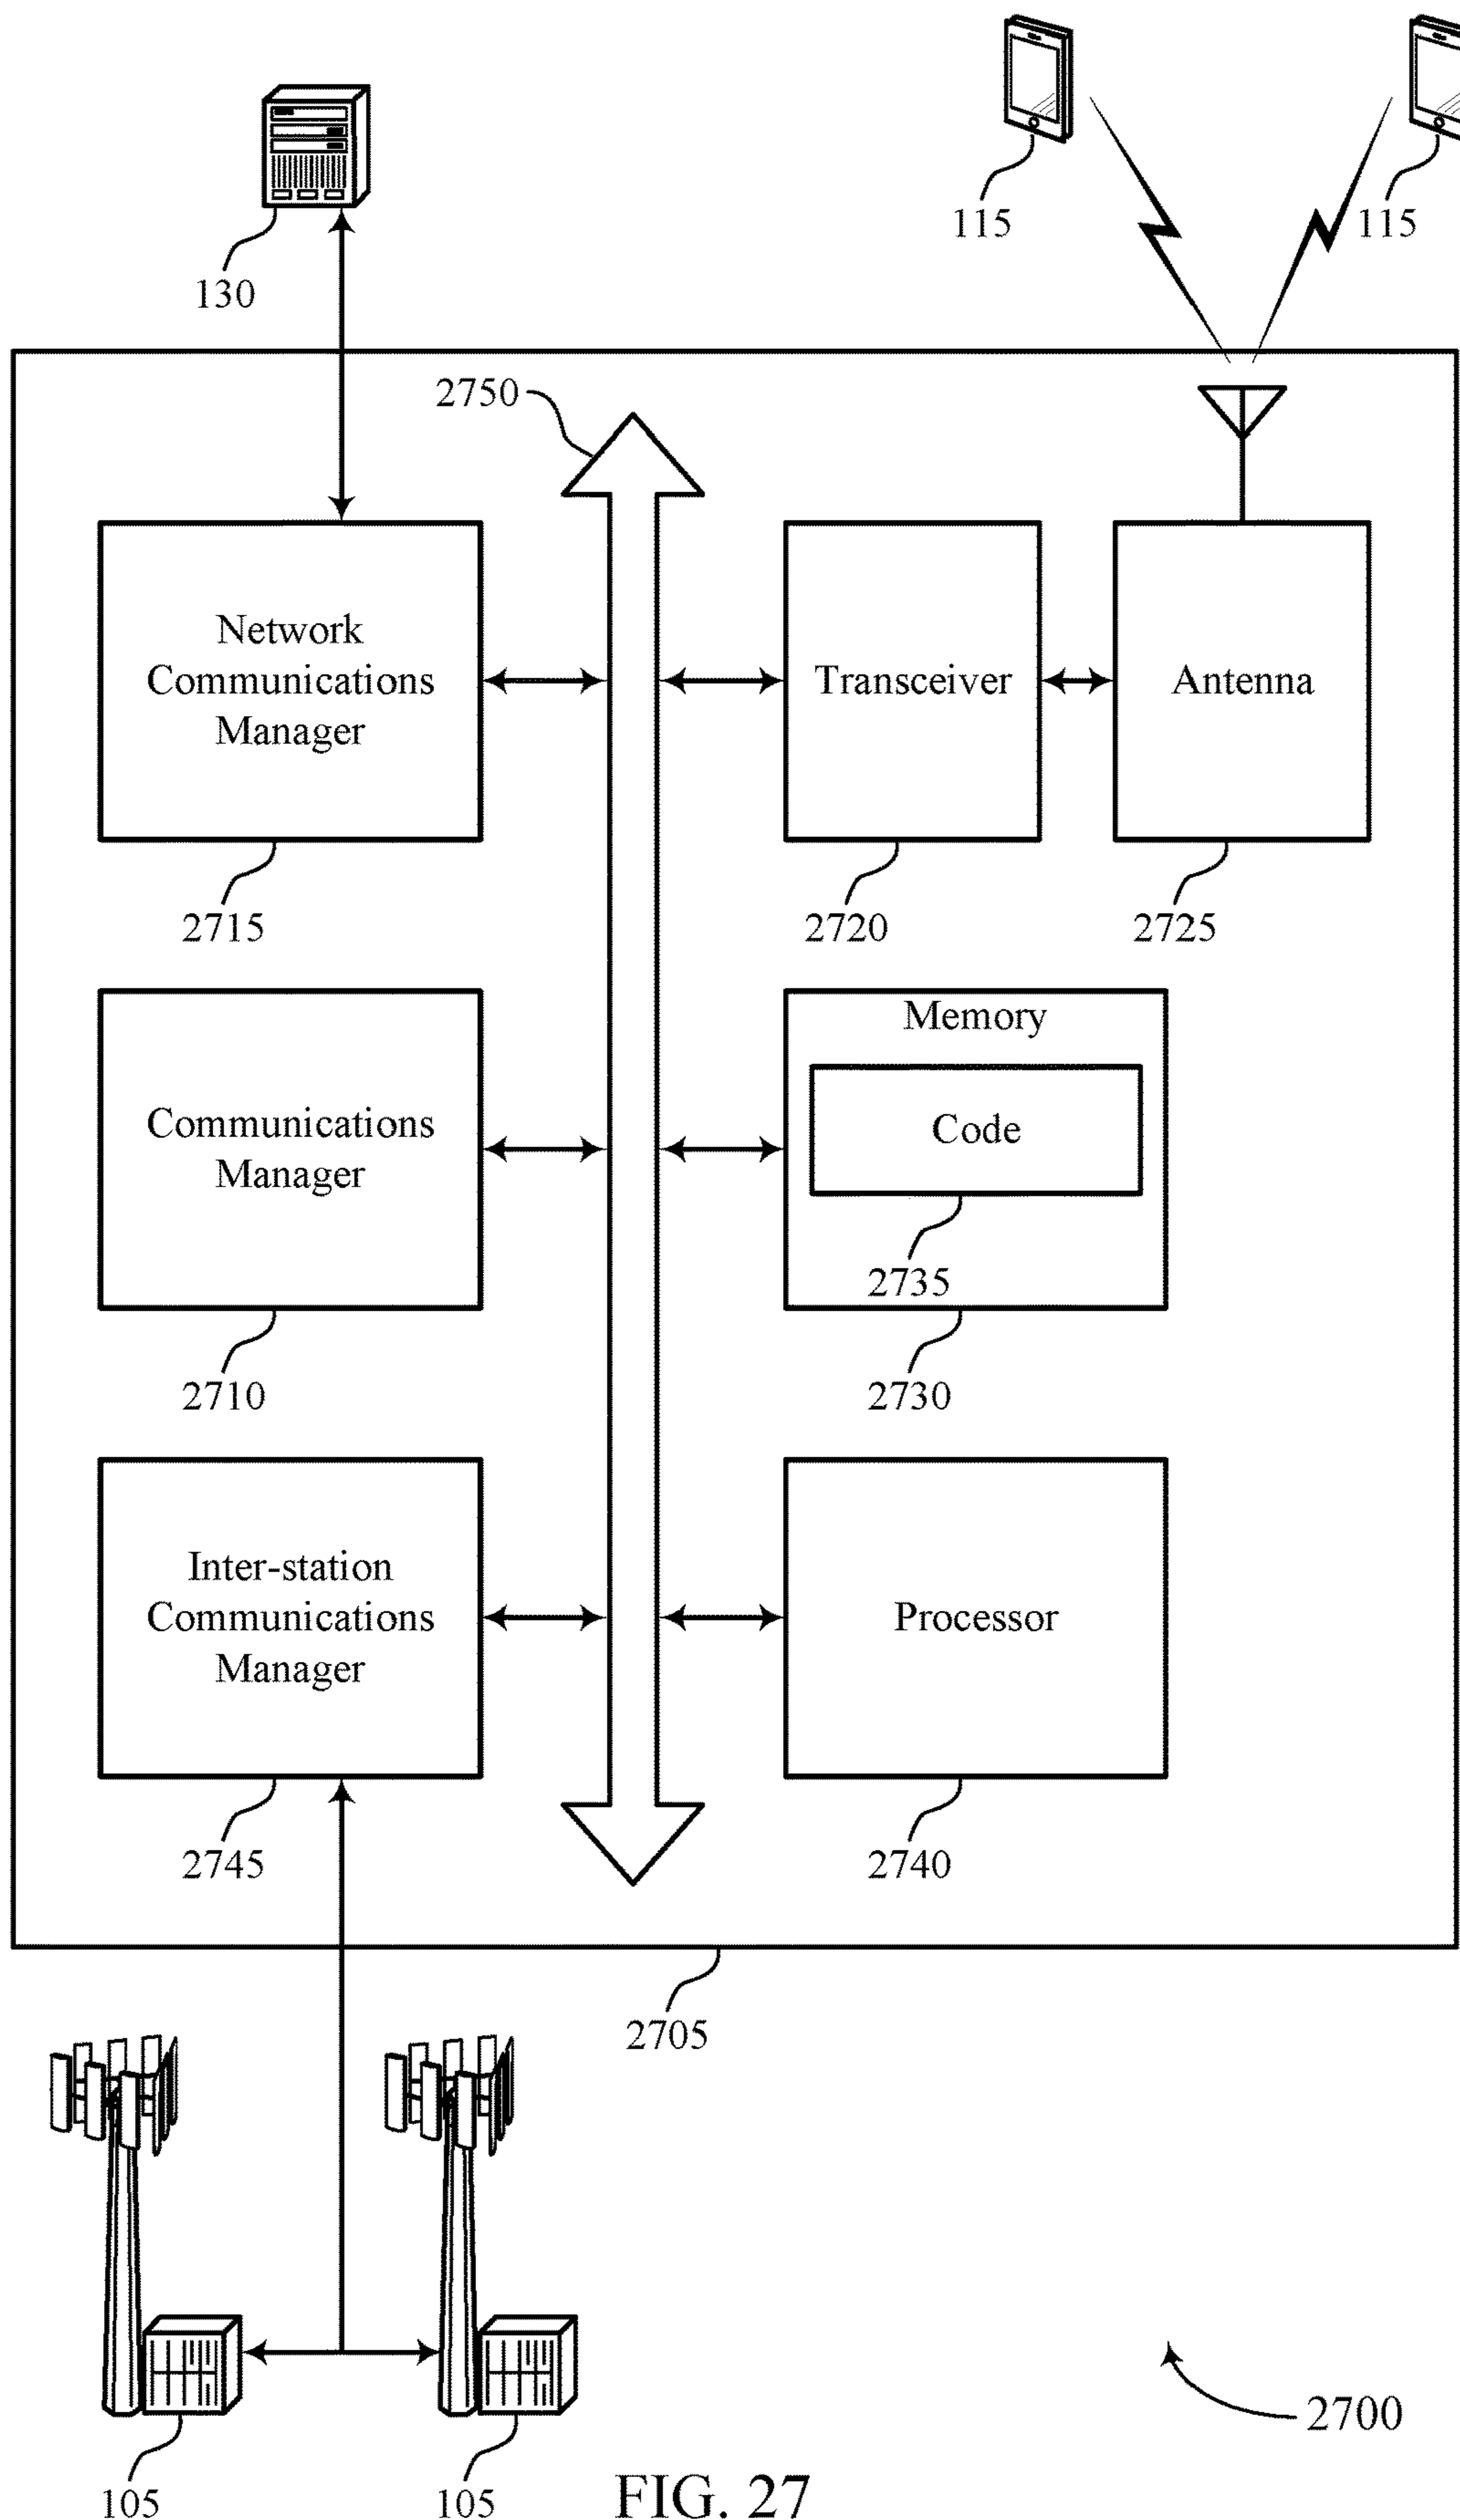 115
115
130
2750
Network
Communications
Manager
Transceiver
Antenna
2715
2720
2725
Memory
Communications
Manager
Code
2735
2710
2730
Inter-station
Communications
Manager
Processor
2745
2740
2705
2700
105
105
FIG. 27